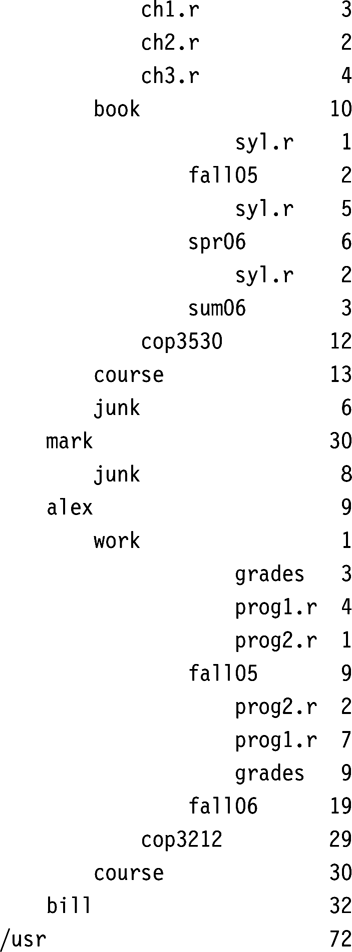 ch1.r 3
ch2.r 2
ch3.r 4
book 10
syl.r 1
fall05 2
syl.r 5
spr06 6
syl.r 2
sum06 3
cop3530 12
course 13
junk 6
mark 30
junk 8
alex 9
work 1
grades 3
prog1.r 4
prog2.r 1
fall05 9
prog2.r 2
prog1.r 7
grades 9
fall06 19
cop3212 29
course 30
bill 32
/usr 72